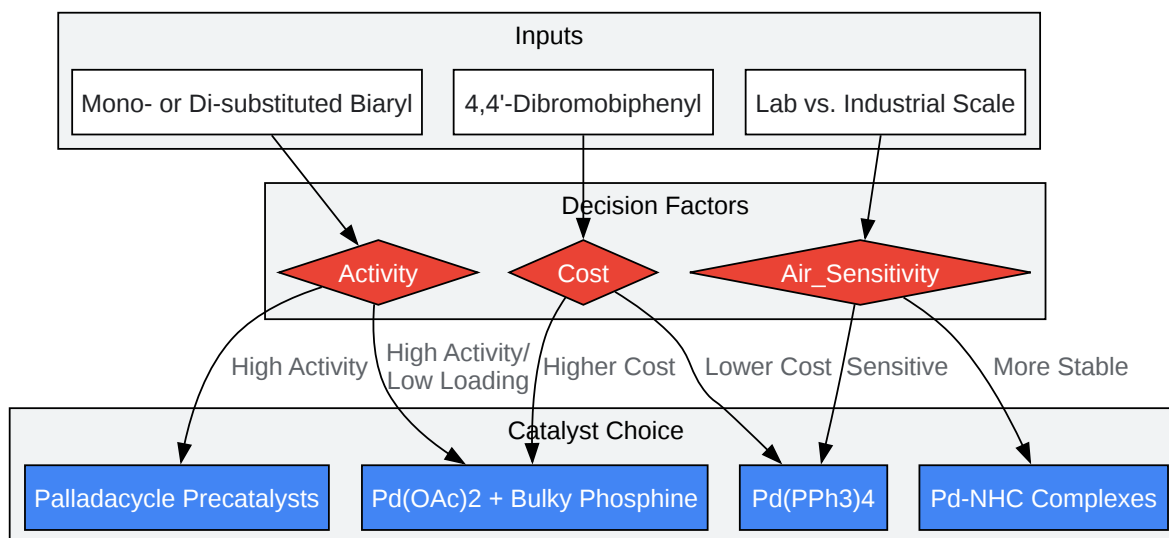 Inputs
Mono- or Di-substituted Biaryl
4,4'-Dibromobiphenyl
Lab vs. Industrial Scale
Decision Factors
Activity
Cost
Air_Sensitivity
High Activity
High Activity/
Low Loading
Higher Cost
Lower Cost
Sensitive
More Stable
Catalyst Choice
Palladacycle Precatalysts
Pd(OAc)2 + Bulky Phosphine
Pd(PPh3)4
Pd-NHC Complexes